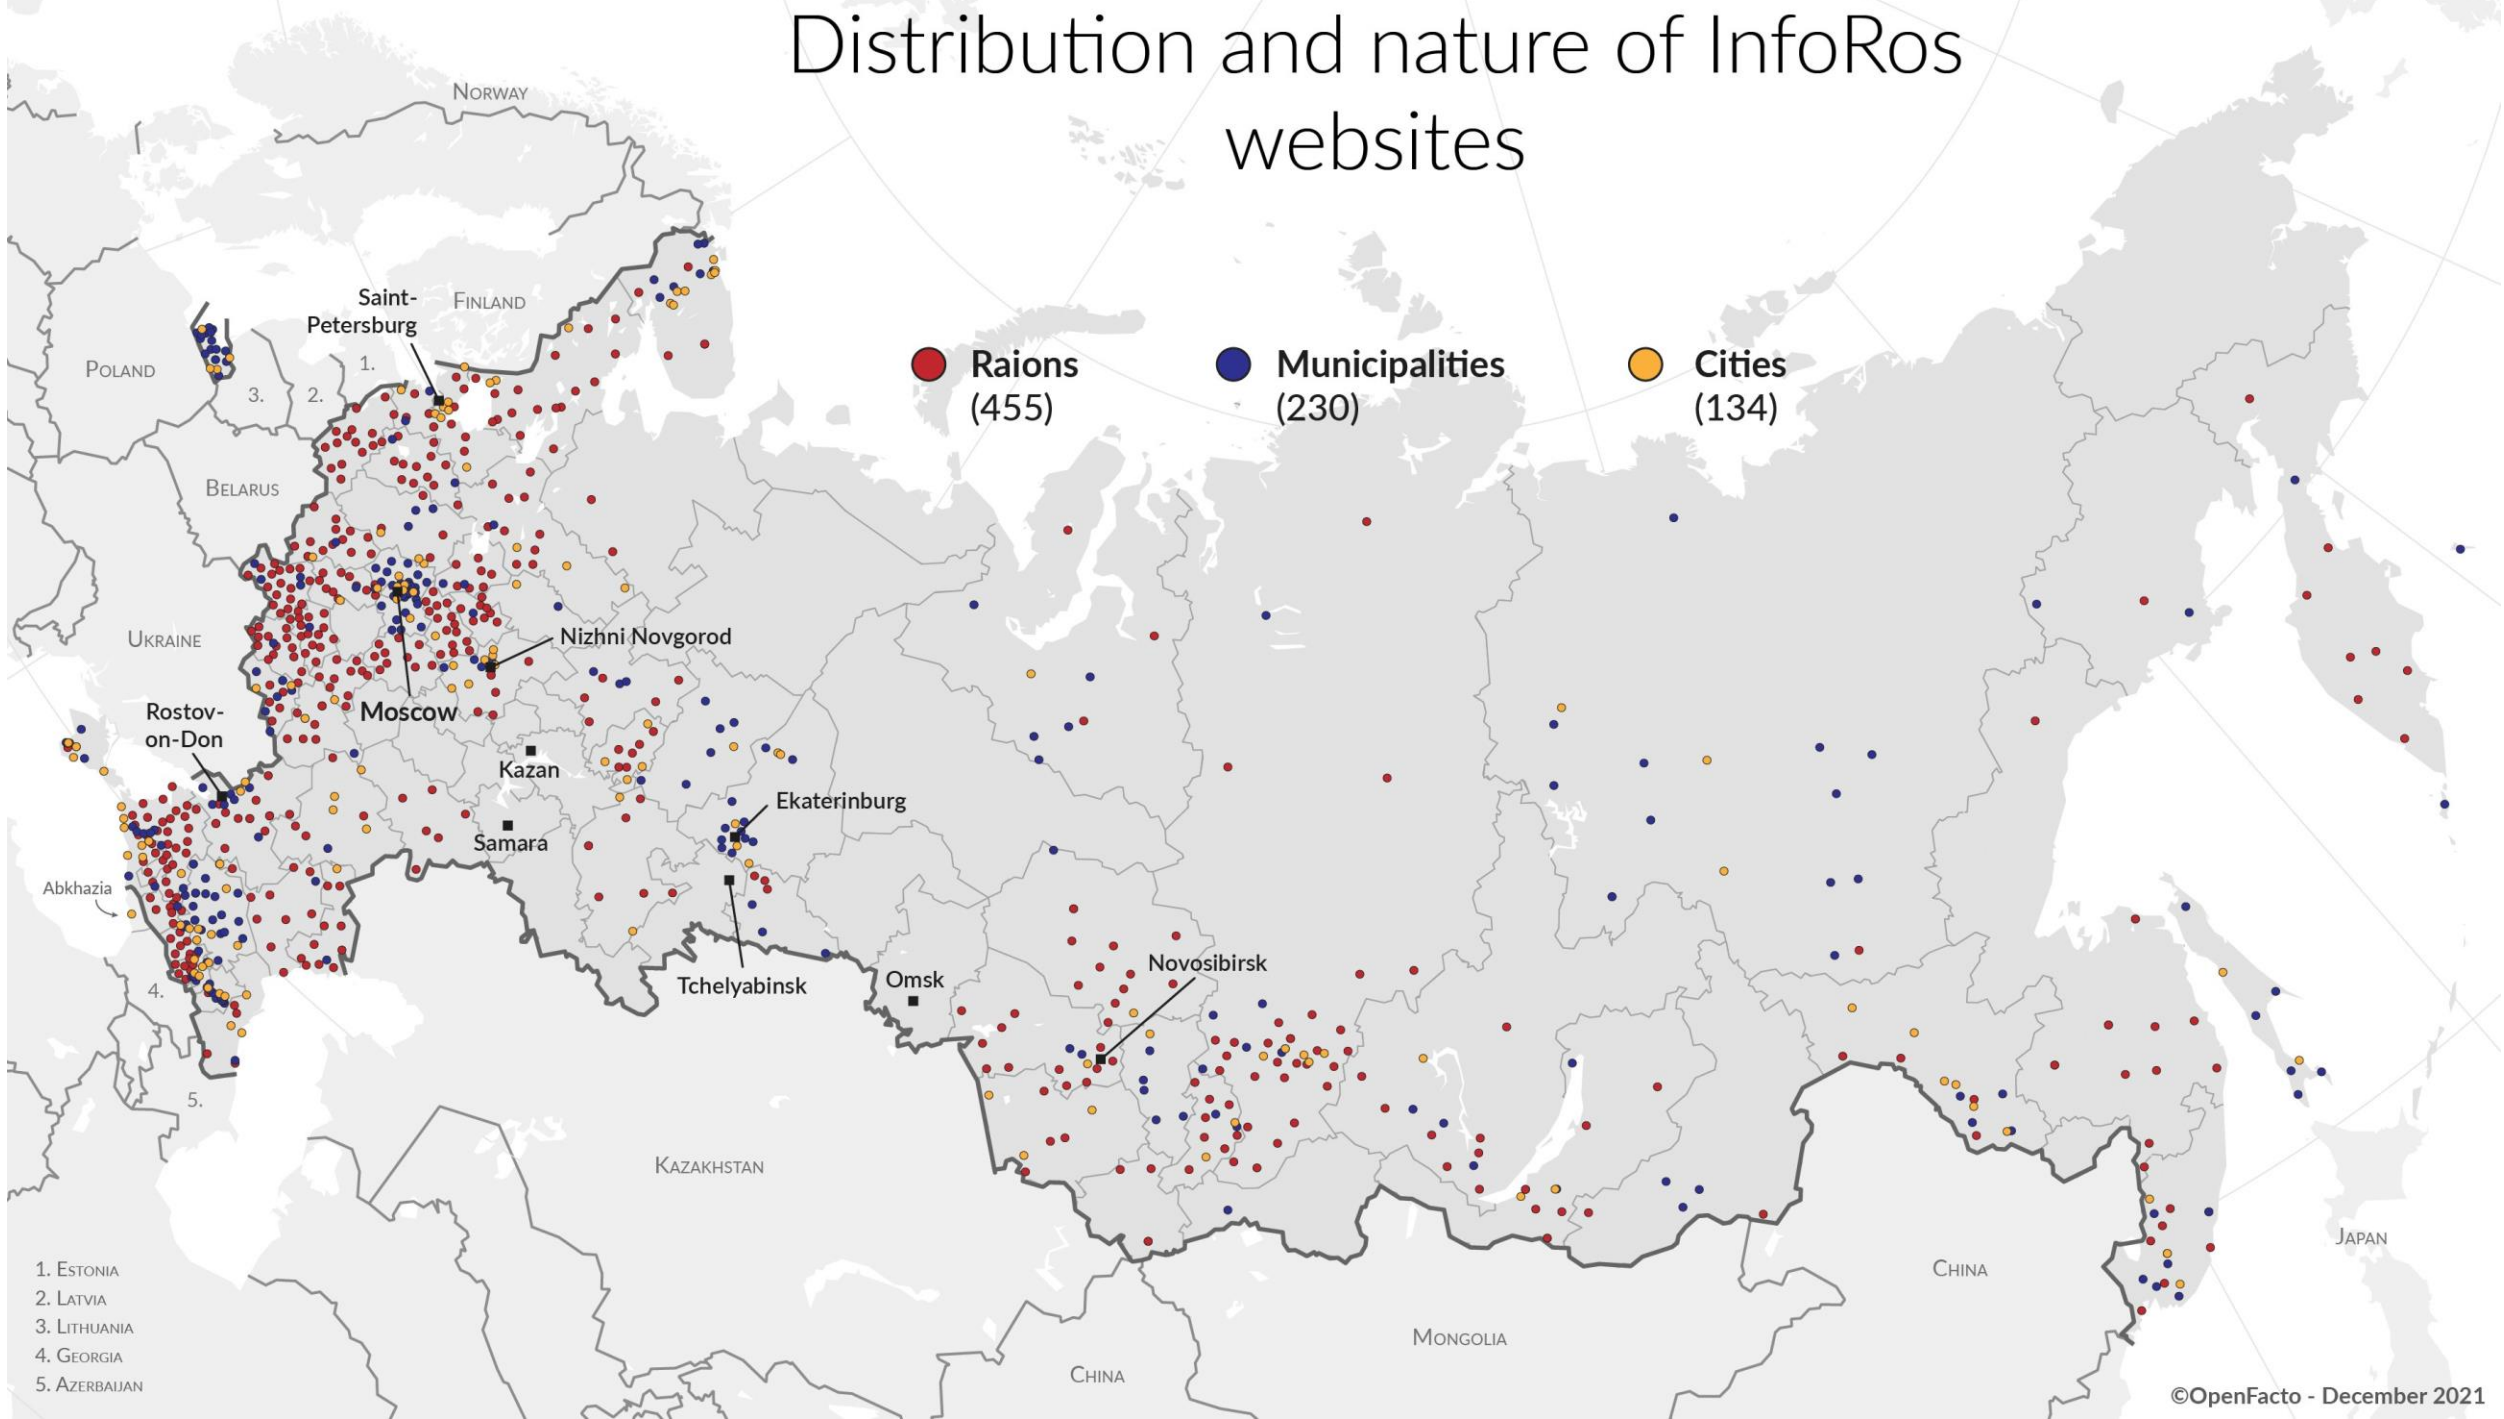 Distribution and nature of InfoRos
websites
Raions
(455)
Municipalities
(230)
Cities
(134)
NORWAY
Saint-
Petersburg
FINLAND
POLAND
1.
2.
3.
BELARUS
UKRAINE
Nizhni Novgorod
Moscow
Rostov-
on-Don
Kazan
Ekaterinburg
Samara
Abkhazia
Tchelyabinsk
Omsk
Novosibirsk
4.
5.
KAZAKHSTAN
JAPAN
CHINA
MONGOLIA
CHINA
1. ESTONIA
2. LATVIA
3. LITHUANIA
4. GEORGIA
5. AZERBAIJAN
©OpenFacto - December 2021